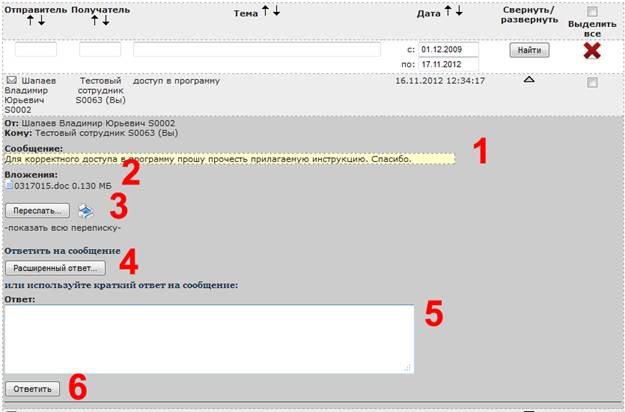 Отправитель Получатель Тема Дата Свернуть/
развернуть Выделить
все
с: 01.12.2009 Найти
по: 17.11.2012
Шапаев Тестовый доступ в программу 16.11.2012 12:34:17
Владимир сотрудник
Юрьевич S0063 (Вы)
S0002
От: Шапаев Владимир Юрьевич S0002
Кому: Тестовый сотрудник S0063 (Вы)
Сообщение: 1
Для корректного доступа в программу прошу прочесть прилагаемую инструкцию. Спасибо.
Вложения: 2
0317015.doc 0.130 МБ
Переслать... 3
-показать всю переписку-
Ответить на сообщение
Расширенный ответ... 4
или используйте краткий ответ на сообщение:
Ответ: 5
Ответить 6